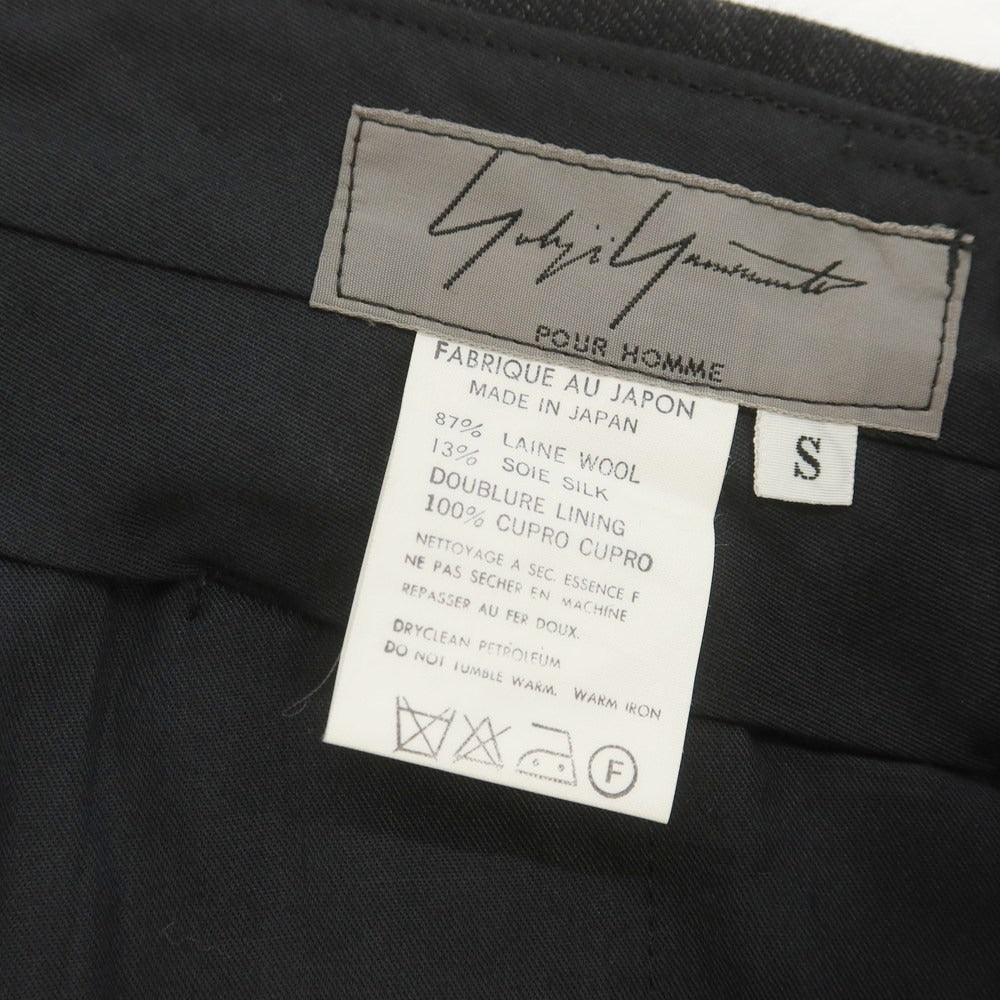 Yohji Yamamoto
POUR HOMME
S
FABRIQUE AU JAPON
MADE IN JAPAN
87% LAINE WOOL
13% SOIE SILK
DOUBLURE LINING
100% CUPRO CUPRO
NETTOYAGE A SEC. ESSENCE F
NE PAS SECHER EN MACHINE
REPASSER AU FER DOUX.
DRYCLEAN PETROLEUM
DO NOT TUMBLE WARM. WARM IRON
F